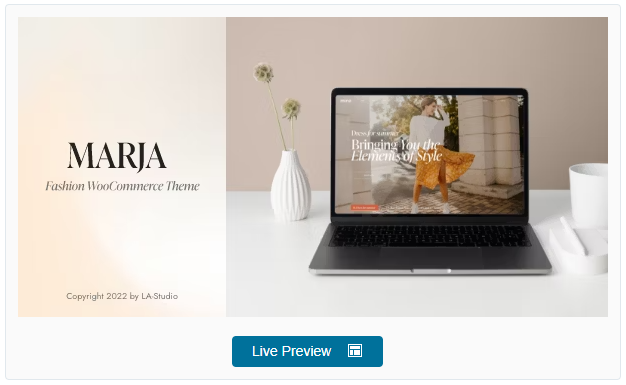 MARJA
Fashion WooCommerce Theme
Copyright 2022 by LA-Studio
Dress for summer
Bringing You the
Elements of Style
Live Preview